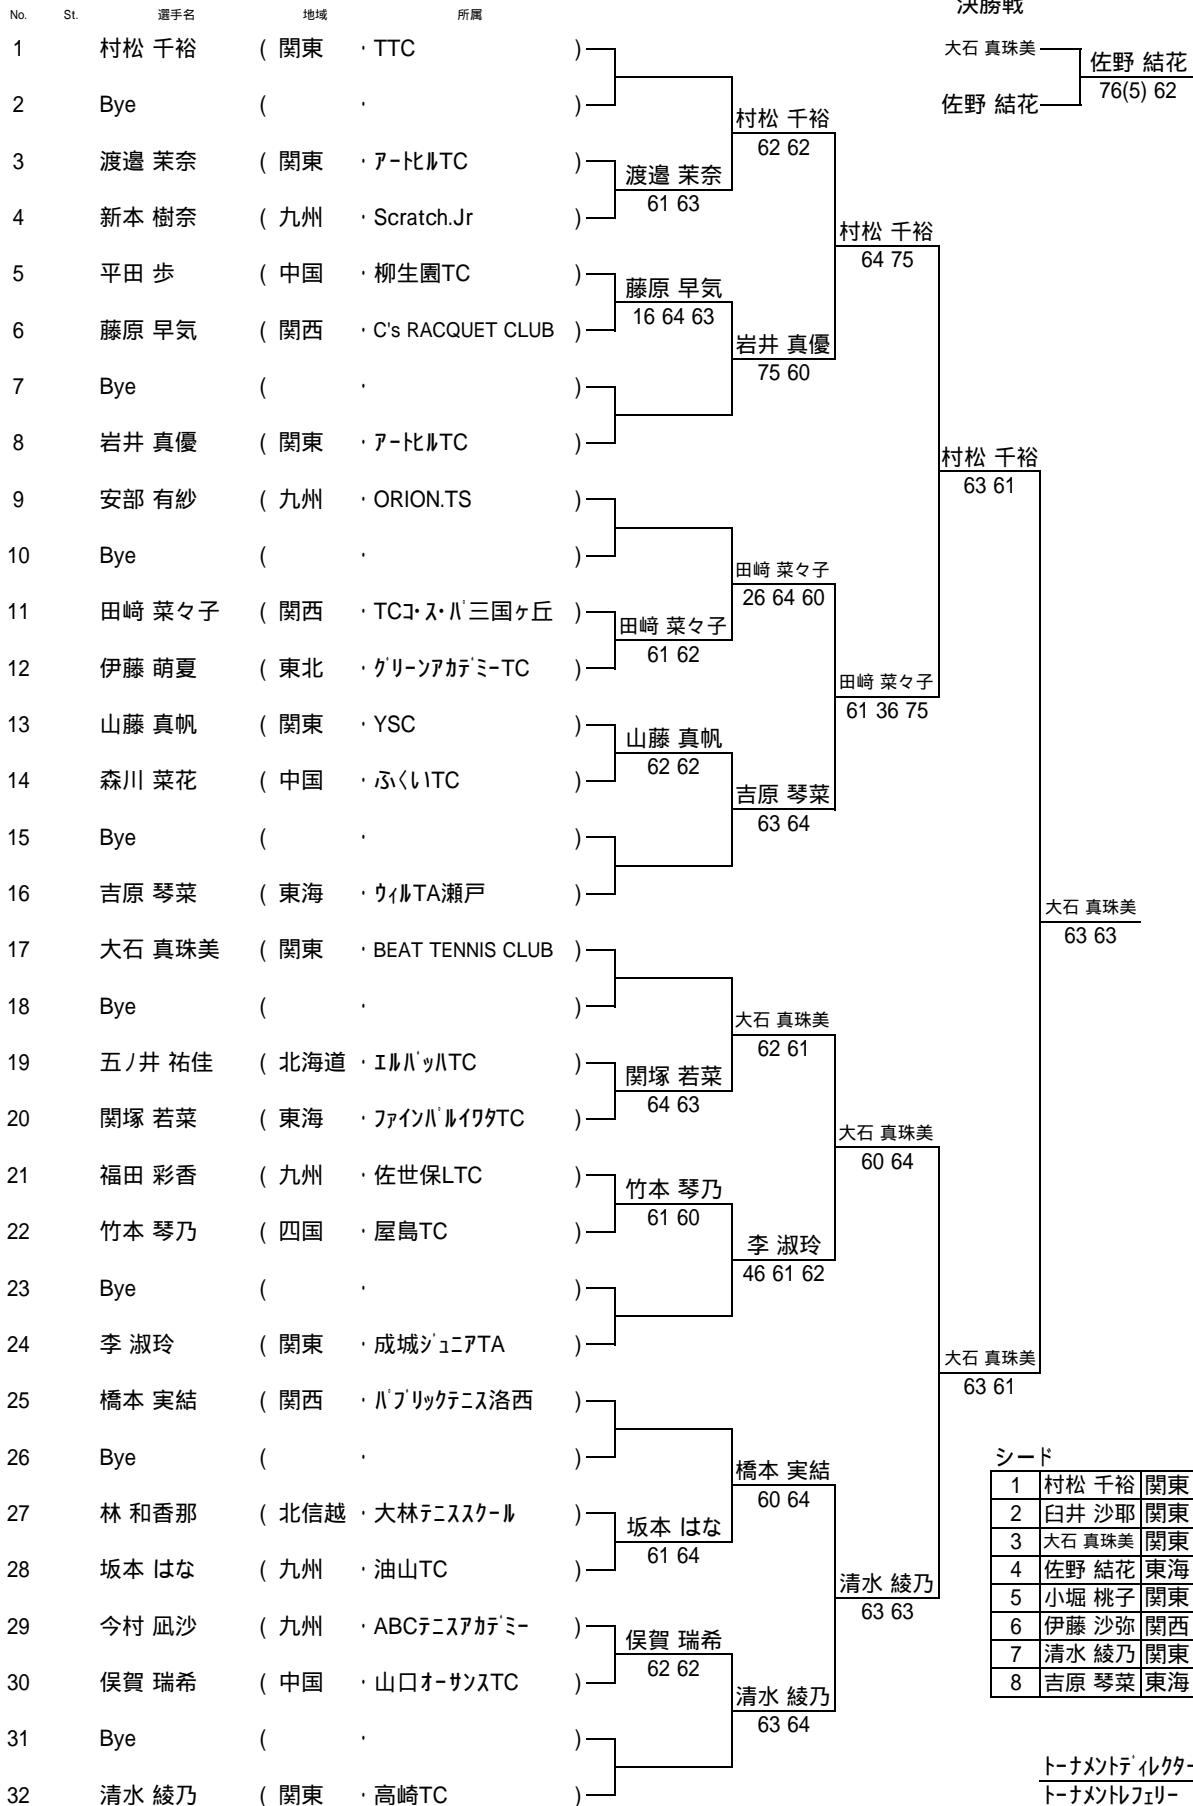 No. St. 選手名 地域 所属
1 村松 千裕 ( 関東 ・TTC )
2 Bye ( ・ )
3 渡邉 茉奈 ( 関東 ・ｱｰﾄﾋﾙTC )
4 新本 樹奈 ( 九州 ・Scratch.Jr )
5 平田 歩 ( 中国 ・柳生園TC )
6 藤原 早気 ( 関西 ・C's RACQUET CLUB )
7 Bye ( ・ )
8 岩井 真優 ( 関東 ・ｱｰﾄﾋﾙTC )
9 安部 有紗 ( 九州 ・ORION.TS )
10 Bye ( ・ )
11 田﨑 菜々子 ( 関西 ・TCｺ･ｽ･ﾊﾟ三国ヶ丘 )
12 伊藤 萌夏 ( 東北 ・ｸﾞﾘｰﾝｱｶﾃﾞﾐｰTC )
13 山藤 真帆 ( 関東 ・YSC )
14 森川 菜花 ( 中国 ・ふくいTC )
15 Bye ( ・ )
16 吉原 琴菜 ( 東海 ・ｳｨﾙTA瀬戸 )
17 大石 真珠美 ( 関東 ・BEAT TENNIS CLUB )
18 Bye ( ・ )
19 五ノ井 祐佳 ( 北海道 ・ｴﾙﾊﾞｯﾊTC )
20 関塚 若菜 ( 東海 ・ﾌｧｲﾝﾊﾞﾙｲﾜﾀTC )
21 福田 彩香 ( 九州 ・佐世保LTC )
22 竹本 琴乃 ( 四国 ・屋島TC )
23 Bye ( ・ )
24 李 淑玲 ( 関東 ・成城ｼﾞｭﾆｱTA )
25 橋本 実結 ( 関西 ・ﾊﾟﾌﾞﾘｯｸﾃﾆｽ洛西 )
26 Bye ( ・ )
27 林 和香那 ( 北信越 ・大林ﾃﾆｽｽｸｰﾙ )
28 坂本 はな ( 九州 ・油山TC )
29 今村 凪沙 ( 九州 ・ABCﾃﾆｽｱｶﾃﾞﾐｰ )
30 俣賀 瑞希 ( 中国 ・山口ｵｰｻﾝｽTC )
31 Bye ( ・ )
32 清水 綾乃 ( 関東 ・高崎TC )
渡邉 茉奈
61 63
藤原 早気
16 64 63
田﨑 菜々子
61 62
山藤 真帆
62 62
関塚 若菜
64 63
竹本 琴乃
61 60
坂本 はな
61 64
俣賀 瑞希
62 62
村松 千裕
62 62
岩井 真優
75 60
田﨑 菜々子
26 64 60
吉原 琴菜
63 64
大石 真珠美
62 61
李 淑玲
46 61 62
橋本 実結
60 64
清水 綾乃
63 64
村松 千裕
64 75
田﨑 菜々子
61 36 75
大石 真珠美
60 64
清水 綾乃
63 63
村松 千裕
63 61
大石 真珠美
63 61
大石 真珠美
63 63
決勝戦
大石 真珠美
佐野 結花
佐野 結花
76(5) 62
シード
1 村松 千裕 関東
2 臼井 沙耶 関東
3 大石 真珠美 関東
4 佐野 結花 東海
5 小堀 桃子 関東
6 伊藤 沙弥 関西
7 清水 綾乃 関東
8 吉原 琴菜 東海
ﾄｰﾅﾒﾝﾄﾃﾞｨﾚｸﾀｰ
ﾄｰﾅﾒﾝﾄﾚﾌｪﾘｰ